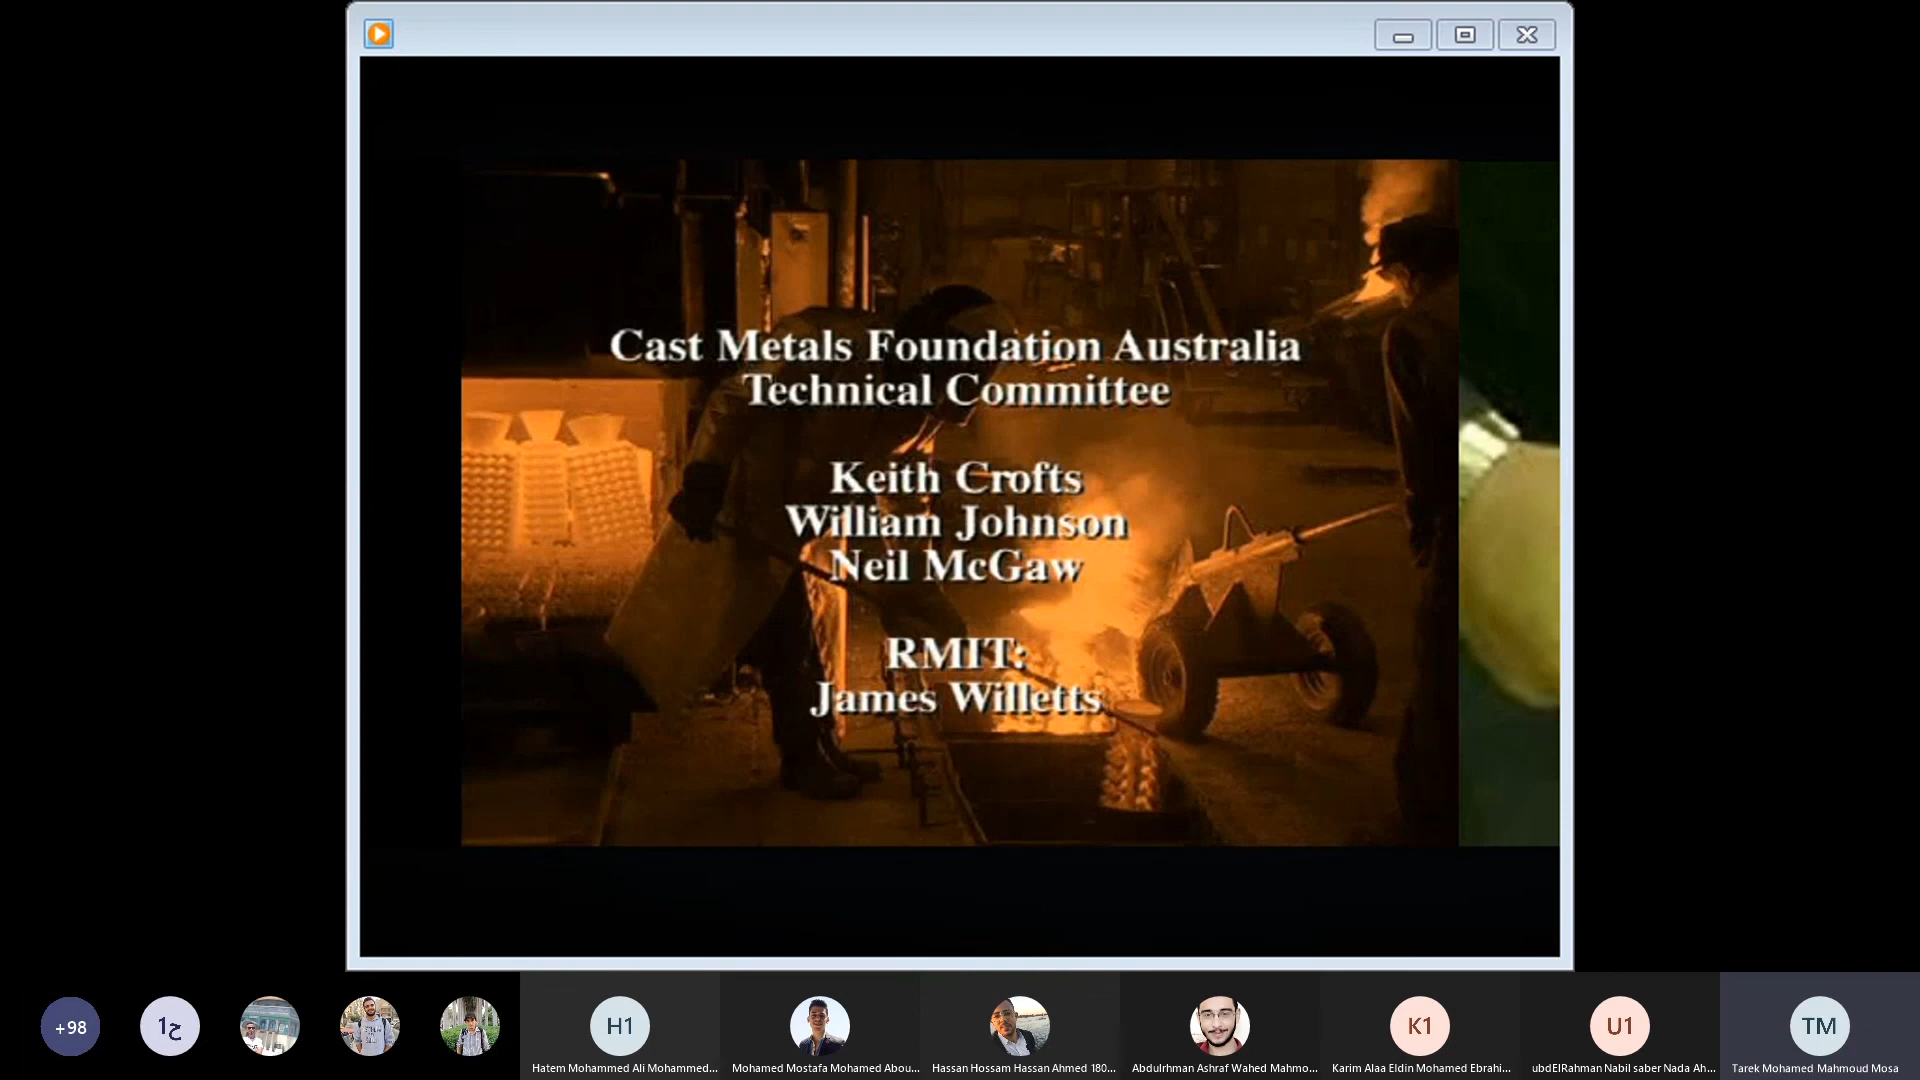 Cast Metals Foundation Australia
Technical Committee
Keith Crofts
William Johnson
Neil McGaw
RMIT:
James Willetts
+98
ح1
H1
K1
U1
TM
Hatem Mohammed Ali Mohammed...
Mohamed Mostafa Mohamed Abou...
Hassan Hossam Hassan Ahmed 180...
Abdulrhman Ashraf Wahed Mahmo...
Karim Alaa Eldin Mohamed Ebrahi...
ubdElRahman Nabil saber Nada Ah...
Tarek Mohamed Mahmoud Mosa